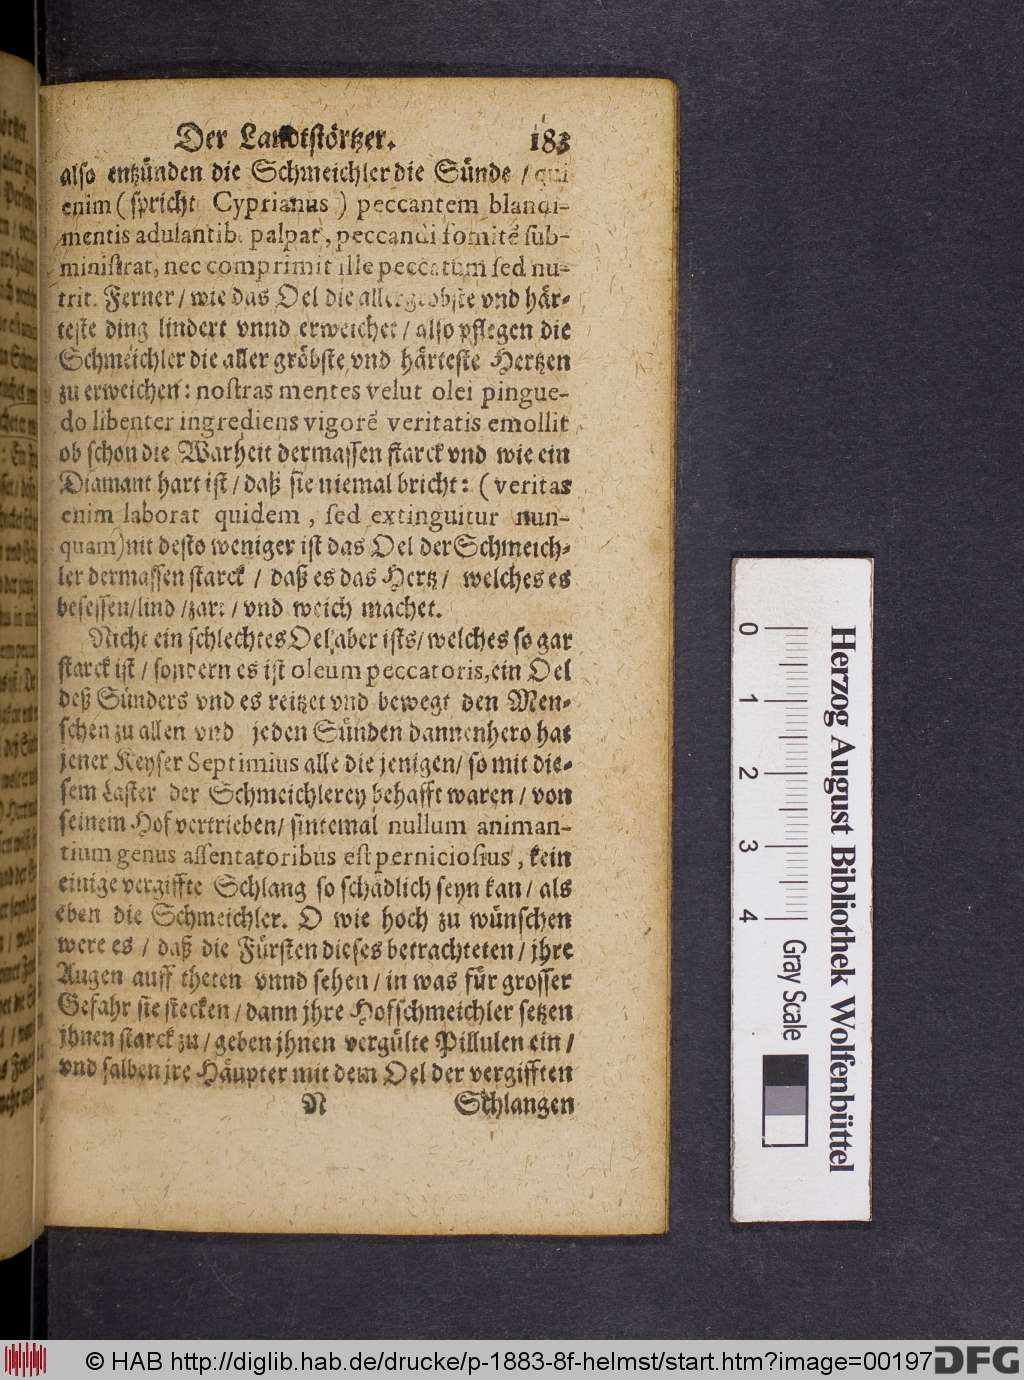 Der Landtstörtzer. 183
also entzünden die Schmeichler die Sünde / qui
enim ( spricht Cyprianus ) peccantem blandi-
mentis adulantib. palpat, peccandi fomitē sub-
ministrat, nec comprimit ille peccatum sed nu-
trit. Ferner / wie das Oel die allergröbste vnd här-
teste ding lindert vnnd erweichet / also pflegen die
Schmeichler die aller gröbste vnd härteste Hertzen
zu erweichen: nostras mentes velut olei pingue-
do libenter ingrediens vigorē veritatis emollit
ob schon die Warheit dermassen starck vnd wie ein
Diamant hart ist / daß sie niemal bricht: ( veritas
enim laborat quidem , sed extinguitur nun-
quam) nit desto weniger ist das Oel der Schmeich-
ler dermassen starck / daß es das Hertz / welches es
besessen/lind /zart / vnd weich machet.
Nicht ein schlechtes Oel aber ists/ welches so gar
starck ist / sondern es ist oleum peccatoris, ein Oel
deß Sünders vnd es reitzet vnd bewegt den Men-
schen zu allen vnd jeden Sünden dannenhero hat
jener Keyser Septimius alle die jenigen/ so mit die-
sem Laster der Schmeichlerey behafft waren / von
seinem Hof vertrieben/ sintemal nullum animan-
tium genus assentatoribus est perniciosius , kein
einige vergiffte Schlang so schädlich seyn kan / als
eben die Schmeichler. O wie hoch zu wünschen
were es / daß die Fürsten dieses betrachteten / jhre
Augen auff theten vnnd sehen / in was für grosser
Gefahr sie stecken / dann jhre Hofschmeichler setzen
jhnen starck zu / geben jhnen vergülte Pillulen ein /
vnd salben jre Häupter mit dem Oel der vergifften
N Schlangen
0 1 2 3 4
Gray Scale
Herzog August Bibliothek Wolfenbüttel
© HAB http://diglib.hab.de/drucke/p-1883-8f-helmst/start.htm?image=00197
DFG